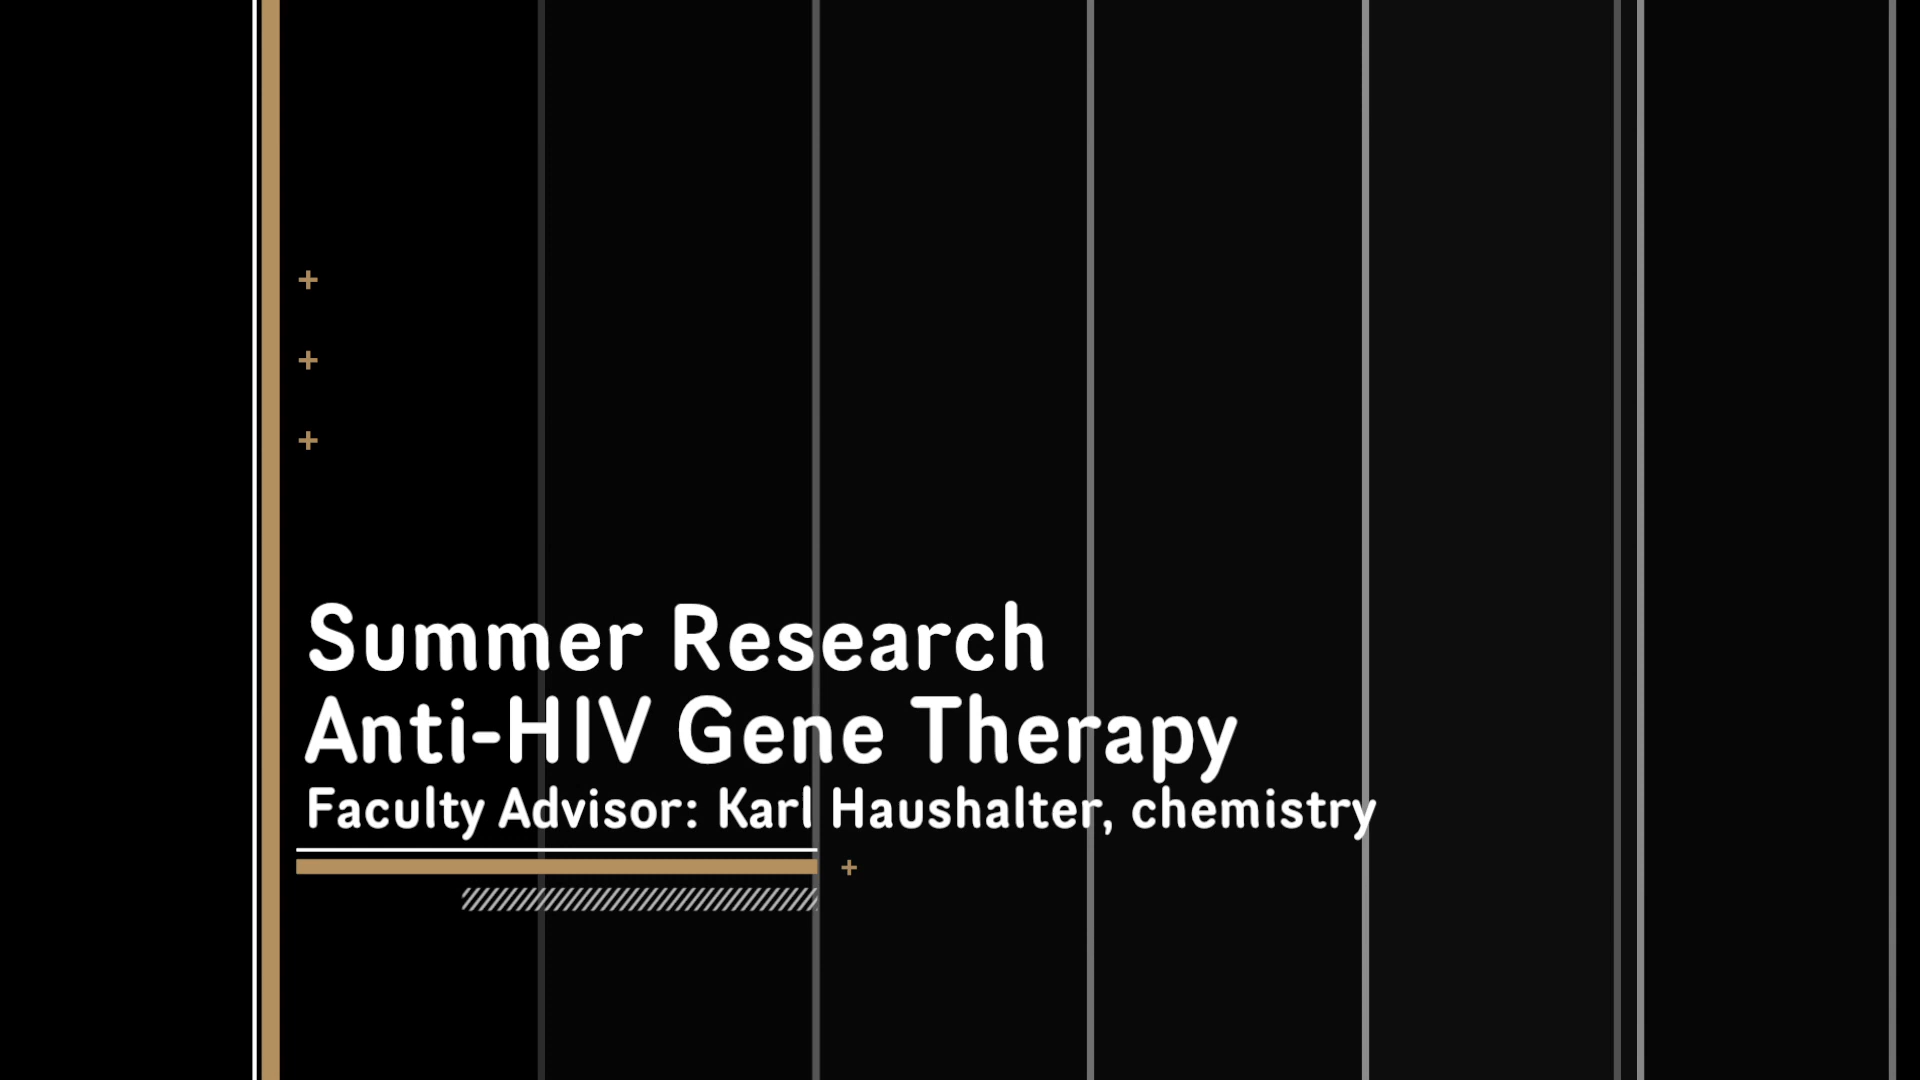 Summer Research
Anti-HIV Gene Therapy
Faculty Advisor: Karl Haushalter, chemistry